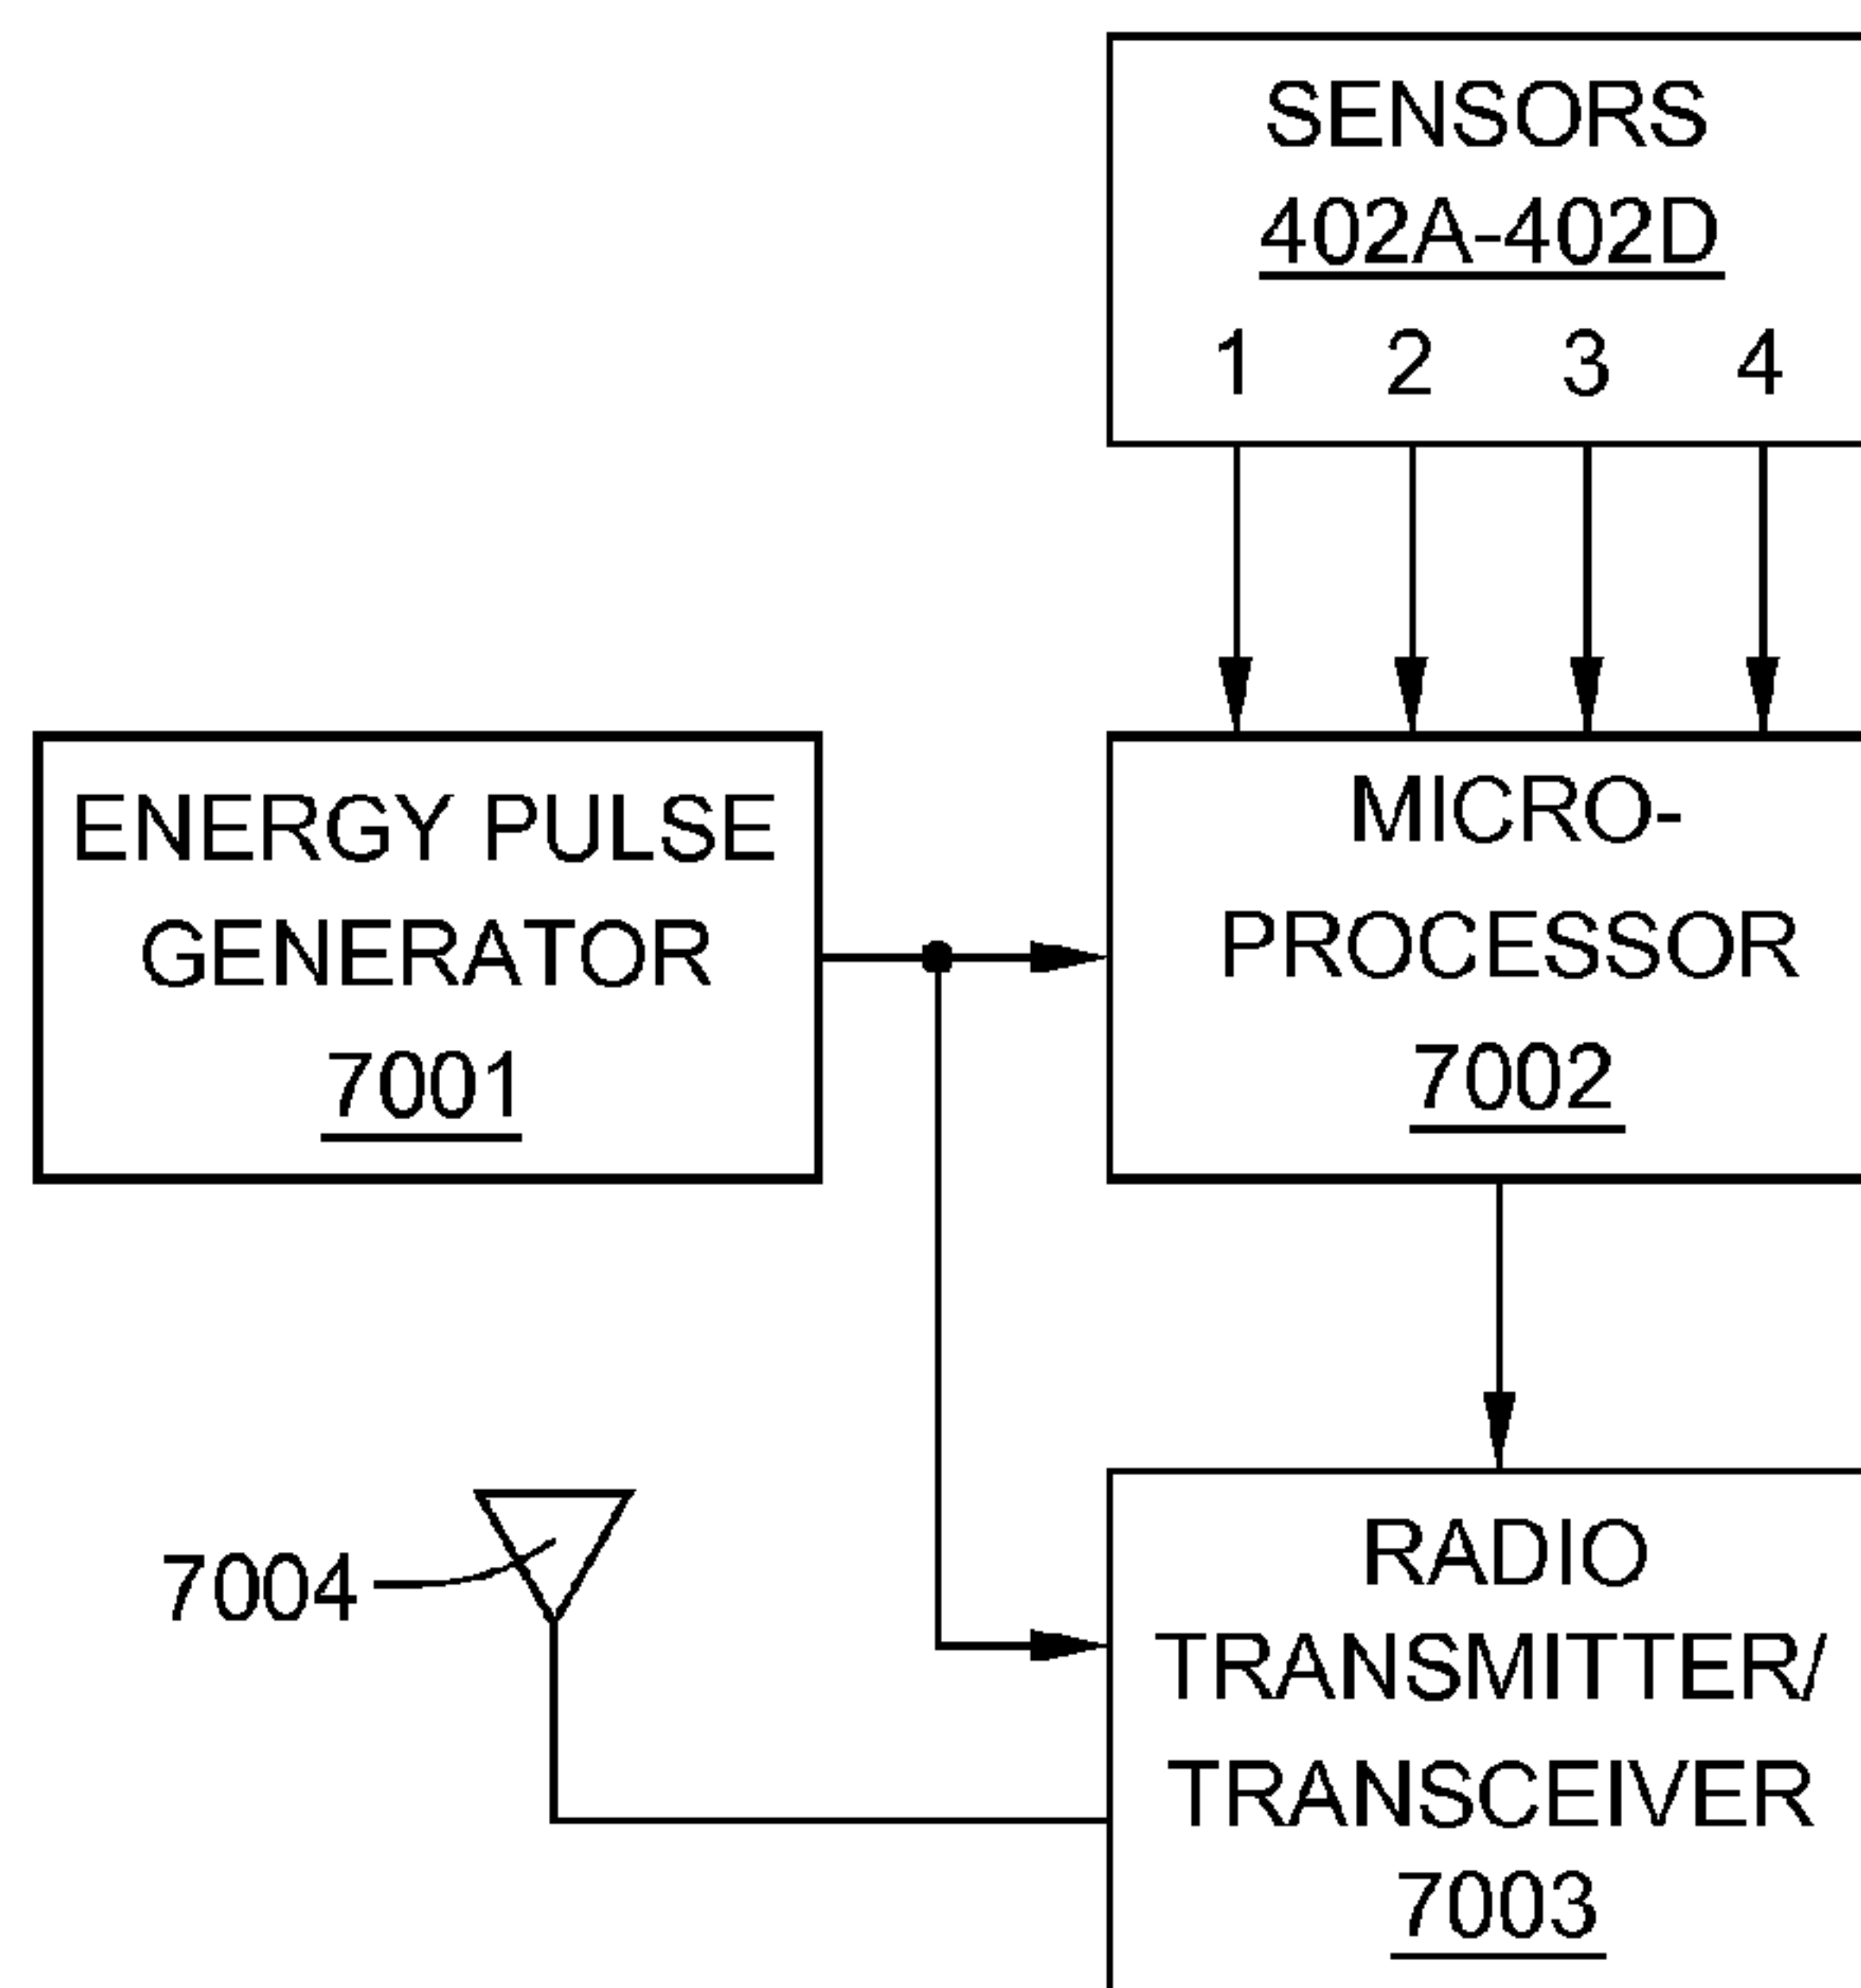 SENSORS
402A-402D
1 2 3 4
ENERGY PULSE
GENERATOR
7001
MICRO-
PROCESSOR
7002
7004
RADIO
TRANSMITTER/
TRANSCEIVER
7003